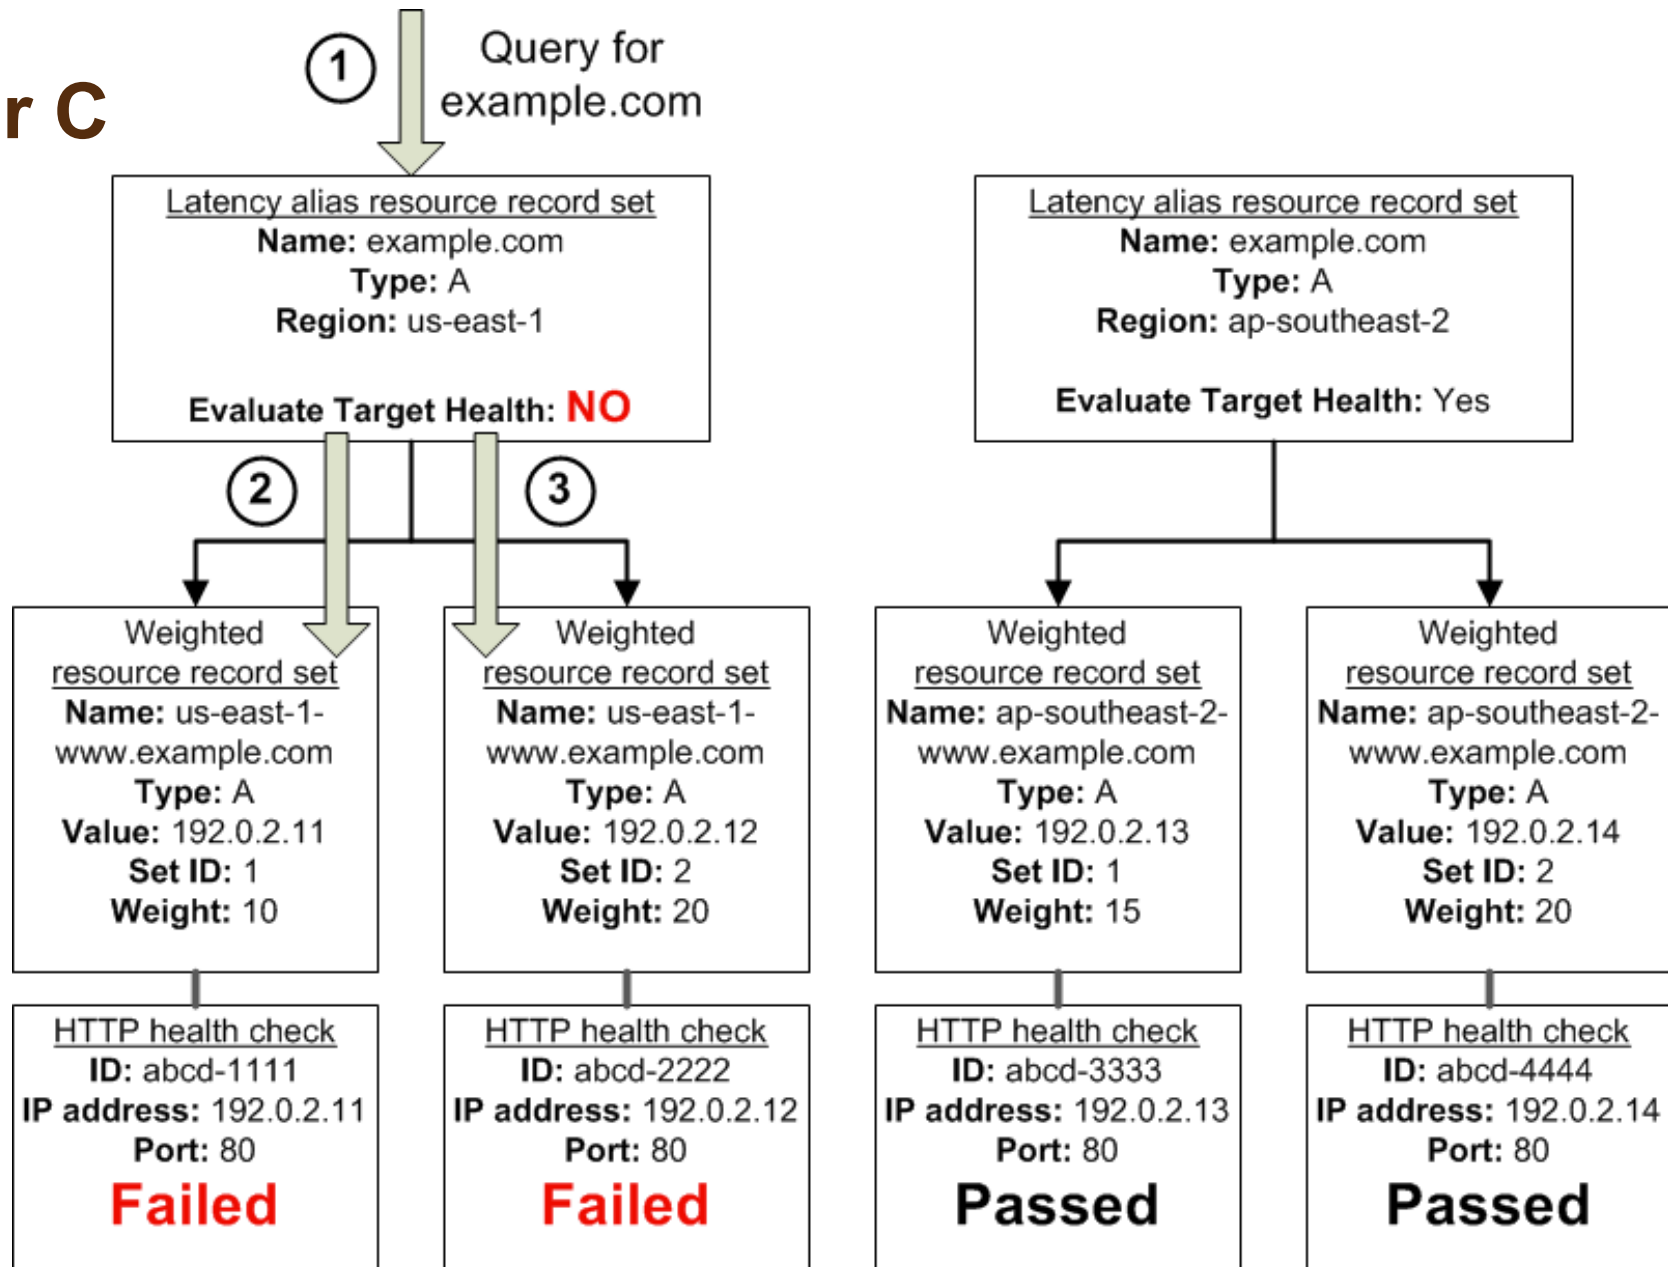 1
Query for
example.com
r C
Latency alias resource record set
Name: example.com
Type: A
Region: us-east-1
Evaluate Target Health: NO
Latency alias resource record set
Name: example.com
Type: A
Region: ap-southeast-2
Evaluate Target Health: Yes
2
3
Weighted
resource record set
Name: us-east-1-
www.example.com
Type: A
Value: 192.0.2.11
Set ID: 1
Weight: 10
Weighted
resource record set
Name: us-east-1-
www.example.com
Type: A
Value: 192.0.2.12
Set ID: 2
Weight: 20
Weighted
resource record set
Name: ap-southeast-2-
www.example.com
Type: A
Value: 192.0.2.13
Set ID: 1
Weight: 15
Weighted
resource record set
Name: ap-southeast-2-
www.example.com
Type: A
Value: 192.0.2.14
Set ID: 2
Weight: 20
HTTP health check
ID: abcd-1111
IP address: 192.0.2.11
Port: 80
Failed
HTTP health check
ID: abcd-2222
IP address: 192.0.2.12
Port: 80
Failed
HTTP health check
ID: abcd-3333
IP address: 192.0.2.13
Port: 80
Passed
HTTP health check
ID: abcd-4444
IP address: 192.0.2.14
Port: 80
Passed